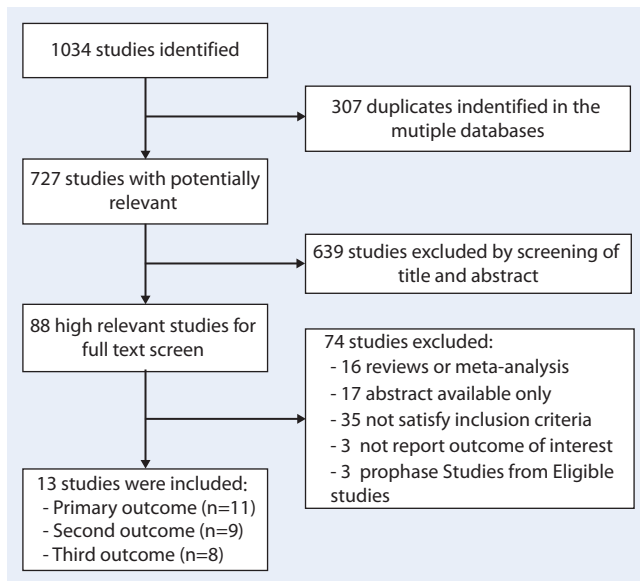 1034 studies identified
307 duplicates indentified in the
mutiple databases
727 studies with potentially
relevant
639 studies excluded by screening of
title and abstract
88 high relevant studies for
full text screen
74 studies excluded:
- 16 reviews or meta-analysis
- 17 abstract available only
- 35 not satisfy inclusion criteria
- 3 not report outcome of interest
- 3 prophase Studies from Eligible
studies
13 studies were included:
- Primary outcome (n=11)
- Second outcome (n=9)
- Third outcome (n=8)